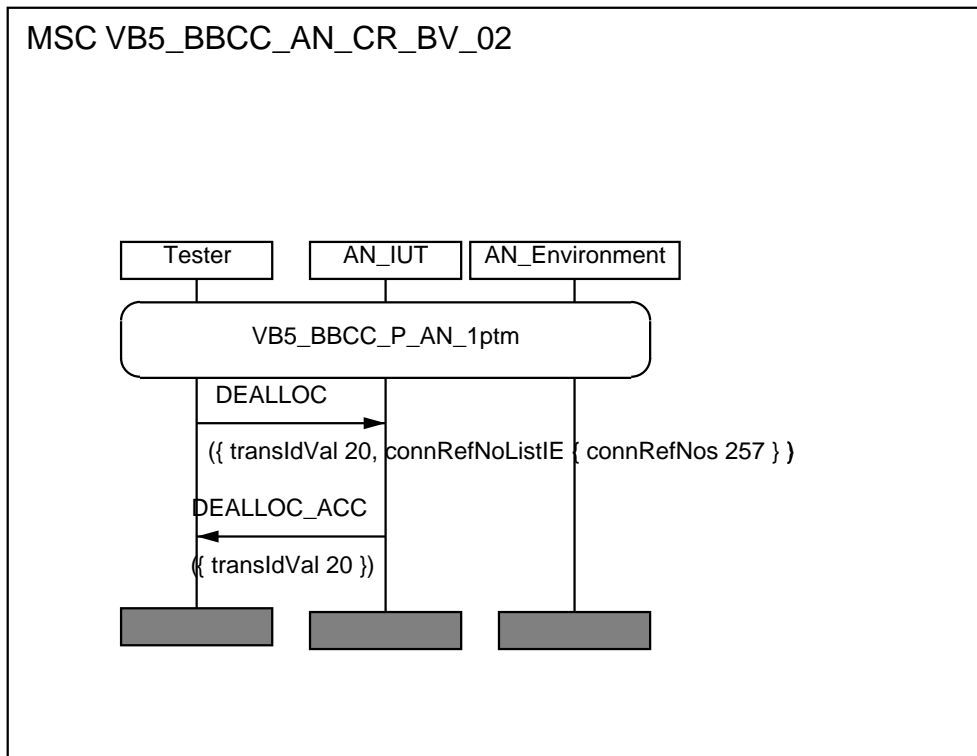 MSC VB5_BBCC_AN_CR_BV_02
Tester AN_IUT AN_Environment
VB5_BBCC_P_AN_1ptm
DEALLOC
({ transIdVal 20, connRefNoListIE { connRefNos 257 } })
DEALLOC_ACC
({ transIdVal 20 })